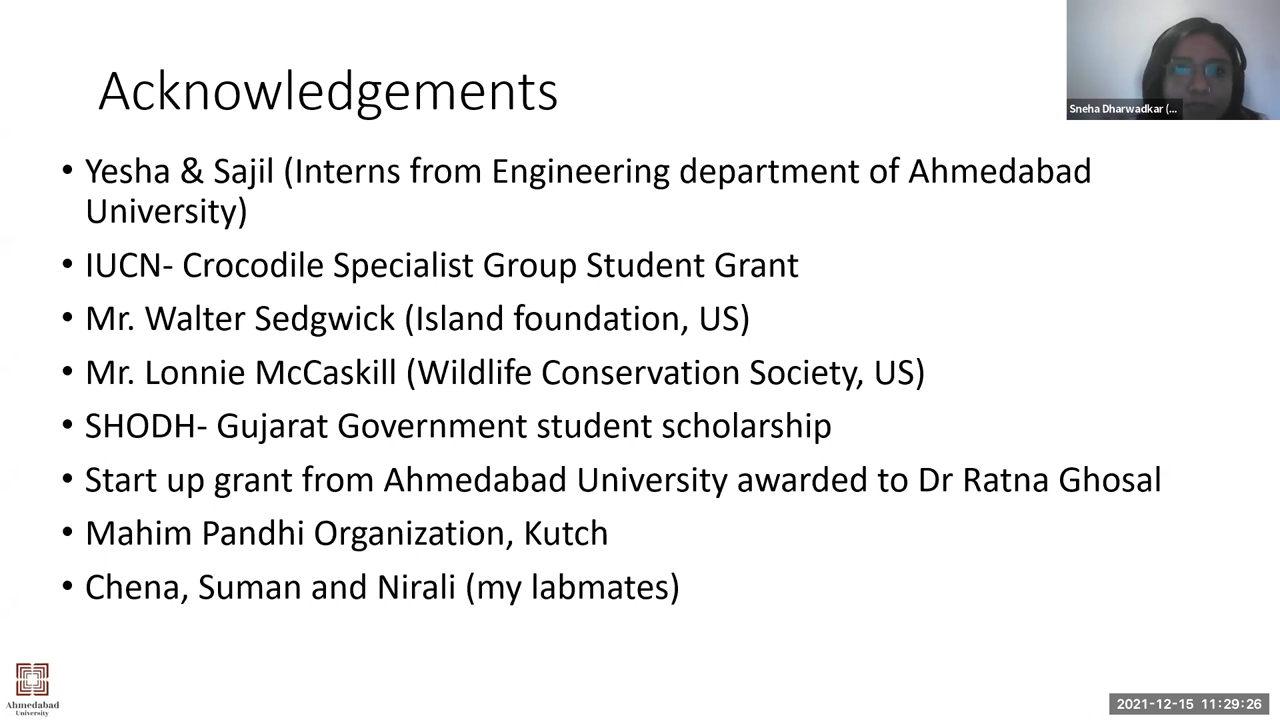 Acknowledgements
Sneha Dharwadkar (...
• Yesha & Sajil (Interns from Engineering department of Ahmedabad
University)
• IUCN- Crocodile Specialist Group Student Grant
• Mr. Walter Sedgwick (Island foundation, US)
• Mr. Lonnie McCaskill (Wildlife Conservation Society, US)
• SHODH- Gujarat Government student scholarship
• Start up grant from Ahmedabad University awarded to Dr Ratna Ghosal
• Mahim Pandhi Organization, Kutch
• Chena, Suman and Nirali (my labmates)
Ahmedabad
University
2021-12-15 11:29:26